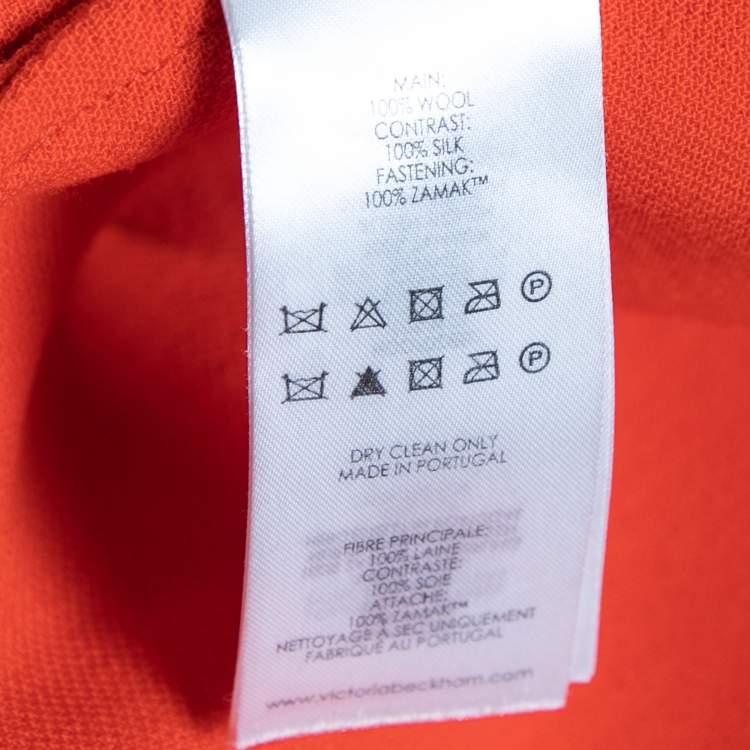 MAIN:
100% WOOL
CONTRAST:
100% SILK
FASTENING:
100% ZAMAK™
P
P
DRY CLEAN ONLY
MADE IN PORTUGAL
FIBRE PRINCIPALE:
100% LAINE
CONTRASTE:
100% SOIE
ATTACHE:
100% ZAMAK™
NETTOYAGE A SEC UNIQUEMENT
FABRIQUÉ AU PORTUGAL
www.victoriabeckham.com